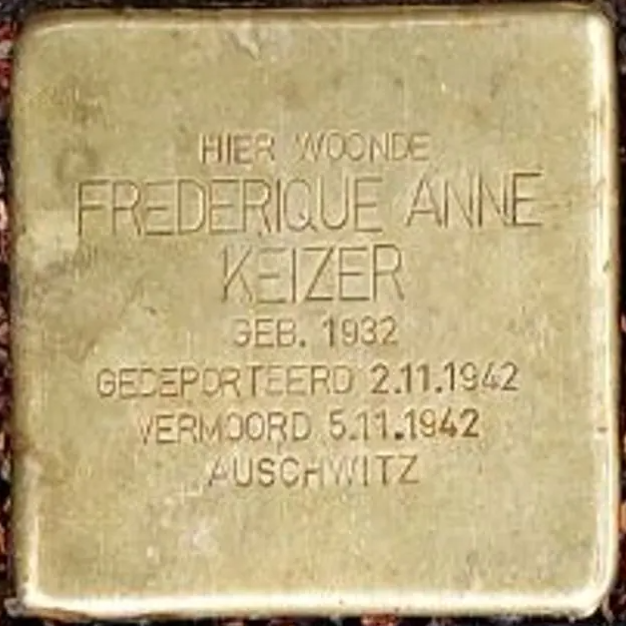 HIER WOONDE
FREDERIQUE ANNE
KEIZER
GEB. 1932
GEDEPORTEERD 2.11.1942
VERMOORD 5.11.1942
AUSCHWITZ